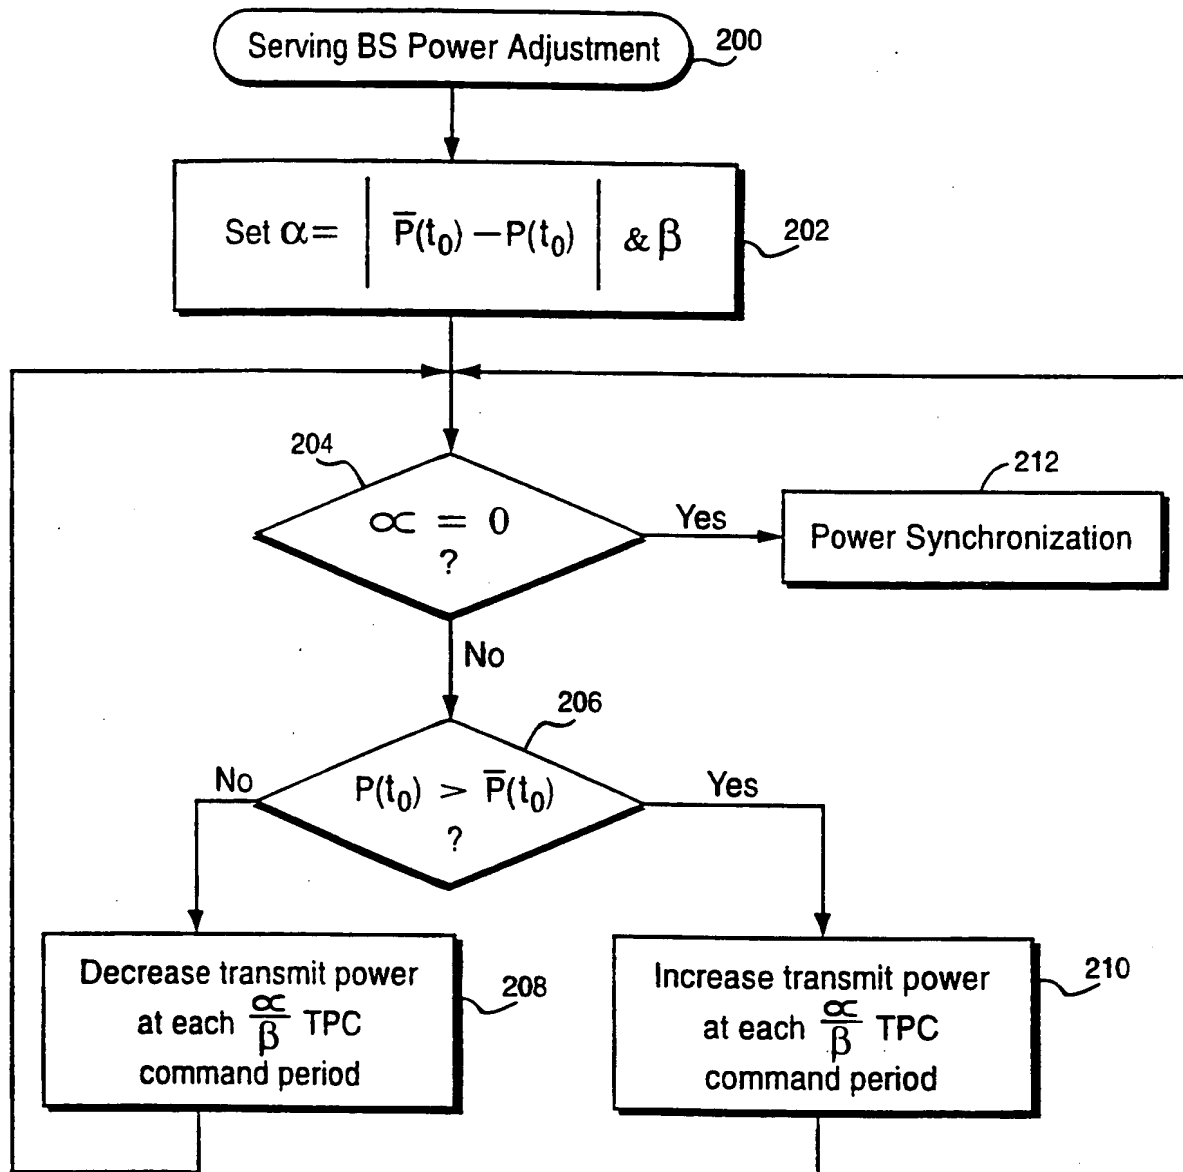 Serving BS Power Adjustment
200
Set α = | P̅(t₀) − P(t₀) | & β
202
204
∝ = 0
?
Yes
212
Power Synchronization
No
206
P(t₀) > P̅(t₀)
?
No
Yes
Decrease transmit power
at each ∝/β TPC
command period
208
Increase transmit power
at each ∝/β TPC
command period
210